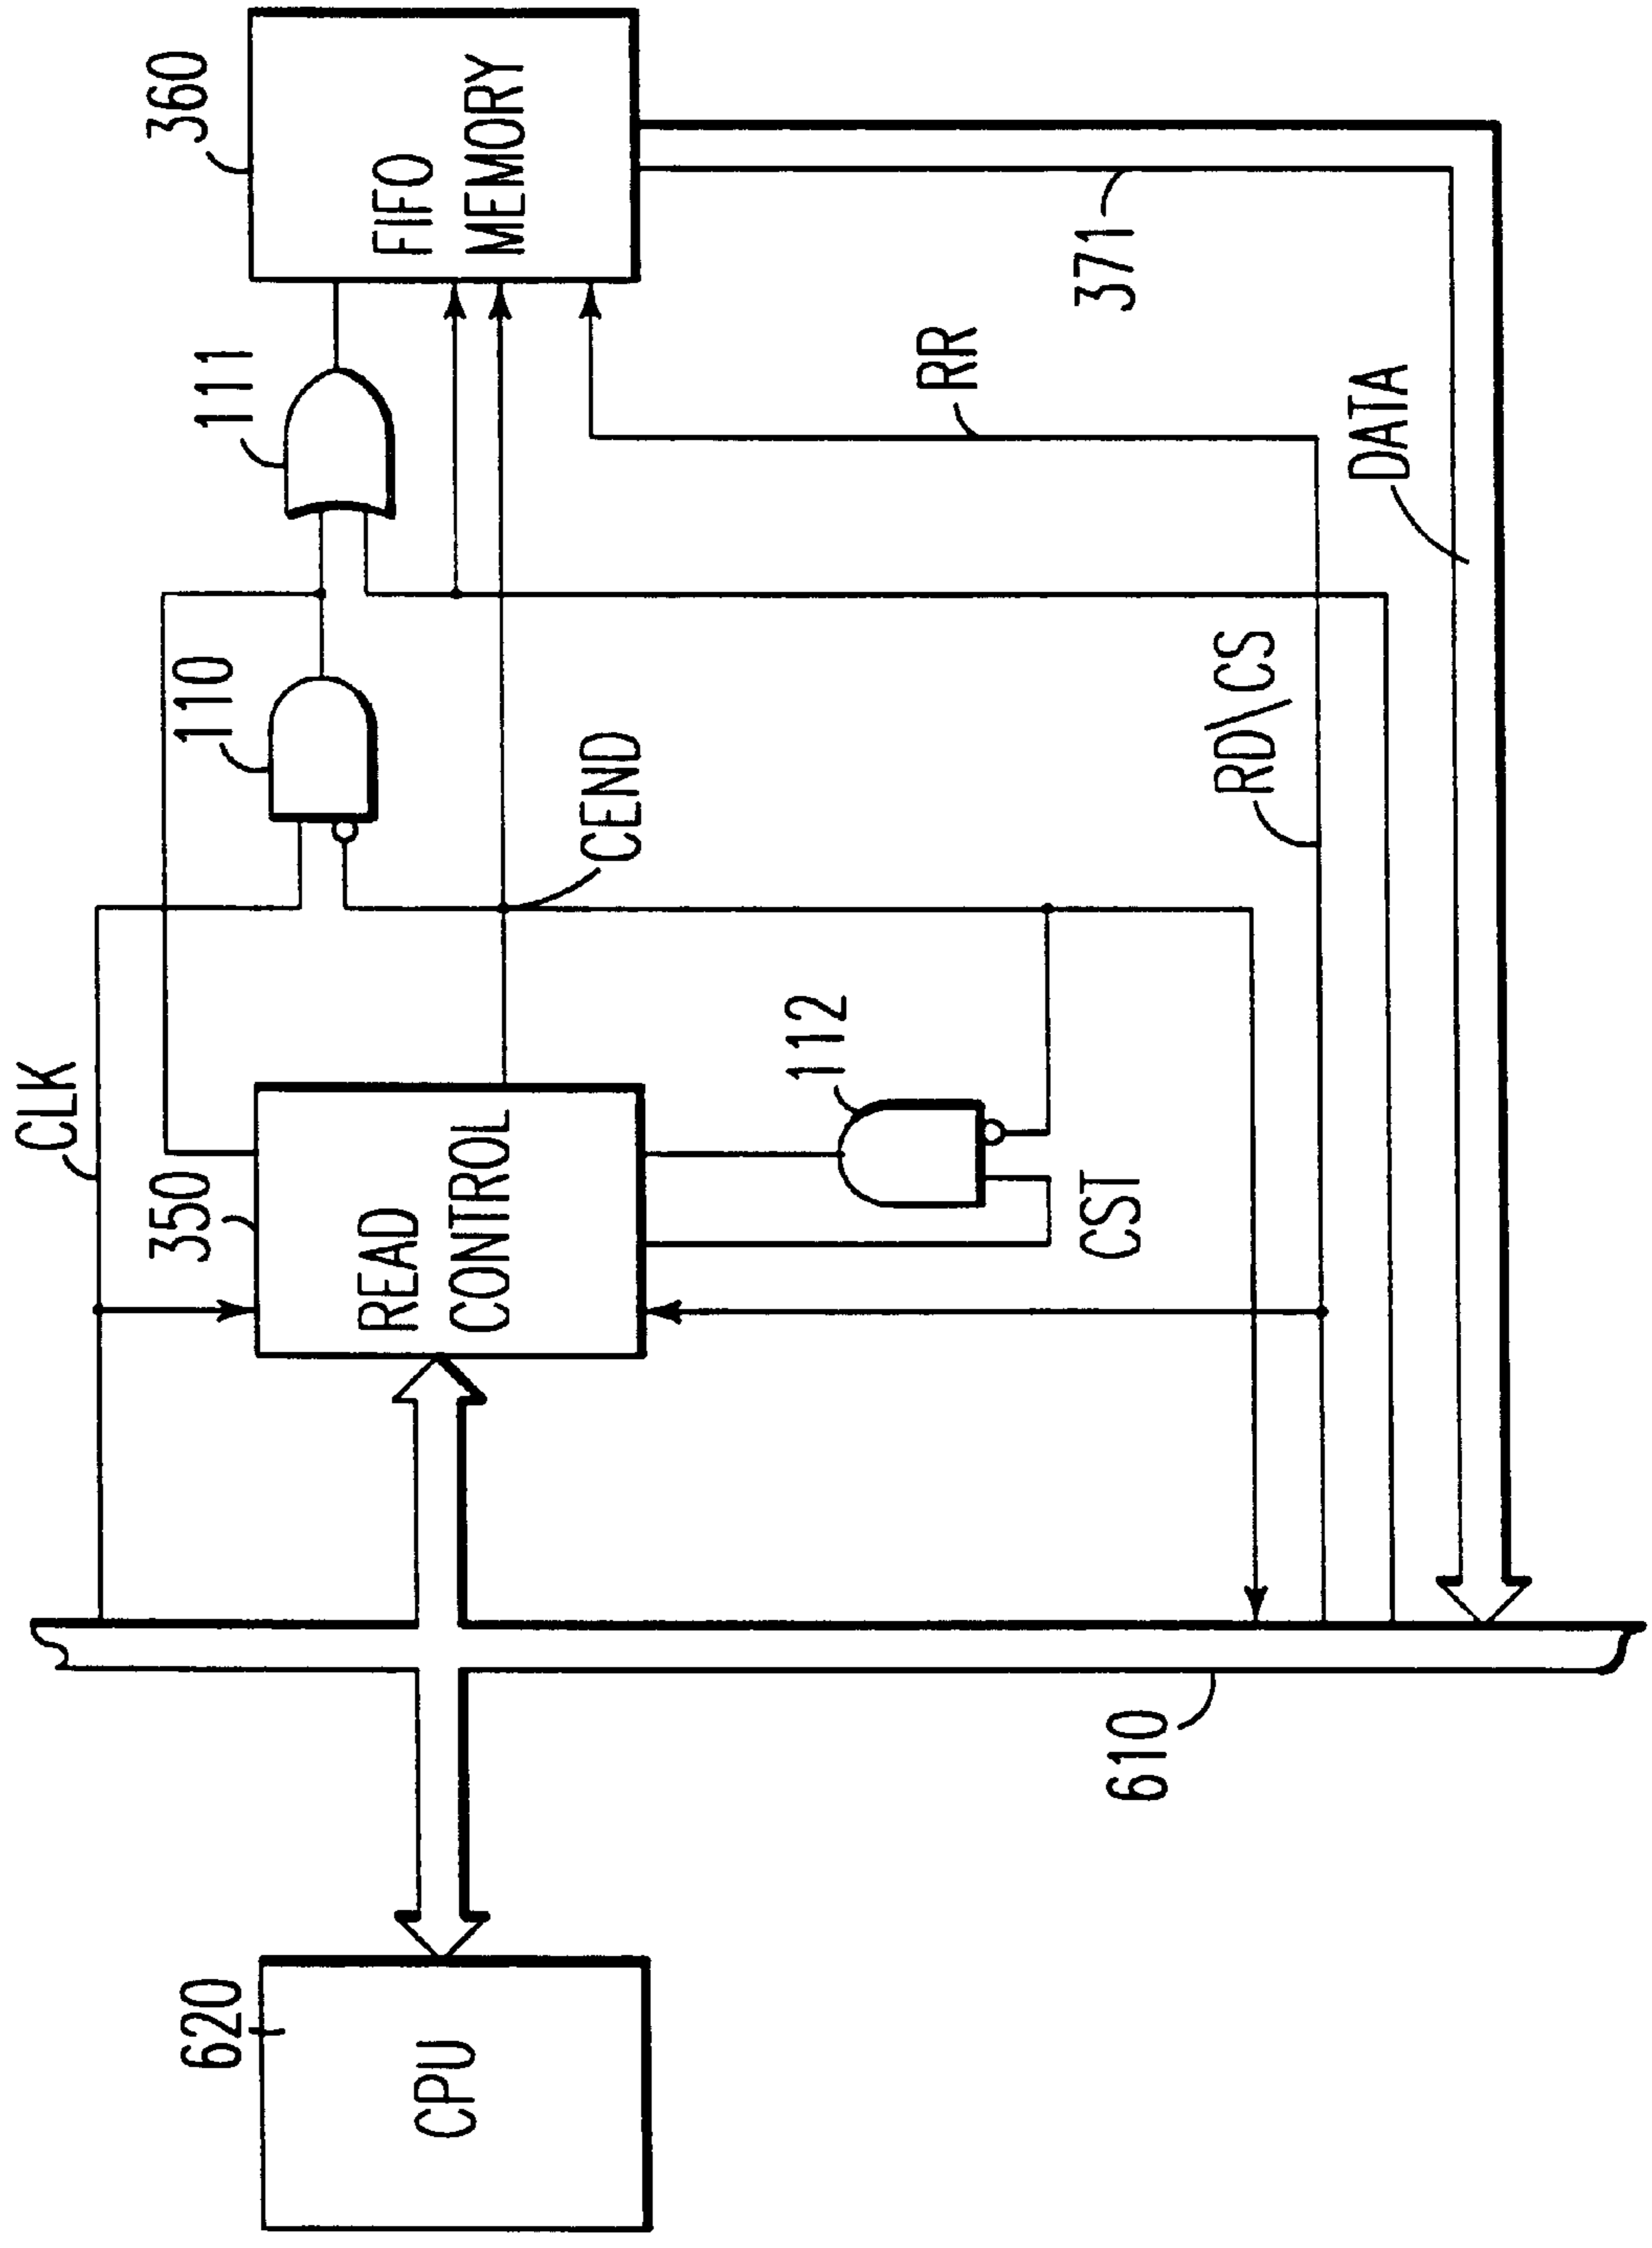 360
FIFO
MEMORY
111
RR
371
DATA
110
CEND
RD\CS
CLK
350
READ
CONTROL
112
CST
610
620
CPU